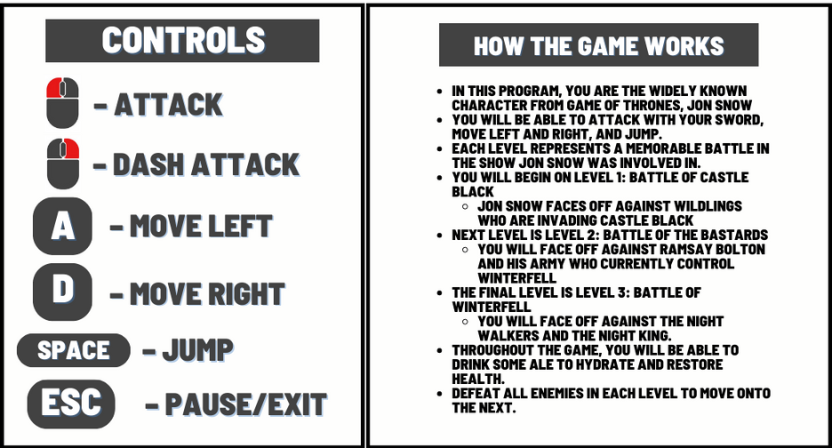 CONTROLS
– ATTACK
– DASH ATTACK
A – MOVE LEFT
D – MOVE RIGHT
SPACE – JUMP
ESC – PAUSE/EXIT
HOW THE GAME WORKS
• IN THIS PROGRAM, YOU ARE THE WIDELY KNOWN
CHARACTER FROM GAME OF THRONES, JON SNOW
• YOU WILL BE ABLE TO ATTACK WITH YOUR SWORD,
MOVE LEFT AND RIGHT, AND JUMP.
• EACH LEVEL REPRESENTS A MEMORABLE BATTLE IN
THE SHOW JON SNOW WAS INVOLVED IN.
• YOU WILL BEGIN ON LEVEL 1: BATTLE OF CASTLE
BLACK
○ JON SNOW FACES OFF AGAINST WILDLINGS
WHO ARE INVADING CASTLE BLACK
• NEXT LEVEL IS LEVEL 2: BATTLE OF THE BASTARDS
○ YOU WILL FACE OFF AGAINST RAMSAY BOLTON
AND HIS ARMY WHO CURRENTLY CONTROL
WINTERFELL
• THE FINAL LEVEL IS LEVEL 3: BATTLE OF
WINTERFELL
○ YOU WILL FACE OFF AGAINST THE NIGHT
WALKERS AND THE NIGHT KING.
• THROUGHOUT THE GAME, YOU WILL BE ABLE TO
DRINK SOME ALE TO HYDRATE AND RESTORE
HEALTH.
• DEFEAT ALL ENEMIES IN EACH LEVEL TO MOVE ONTO
THE NEXT.